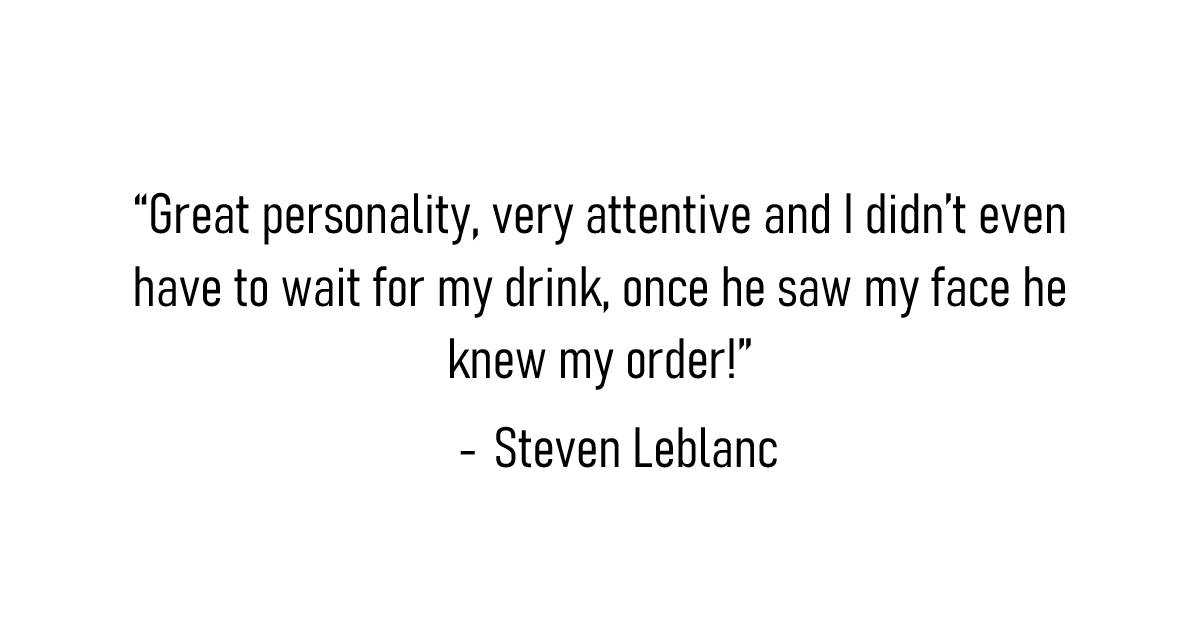 “Great personality, very attentive and I didn’t even
have to wait for my drink, once he saw my face he
knew my order!”
- Steven Leblanc